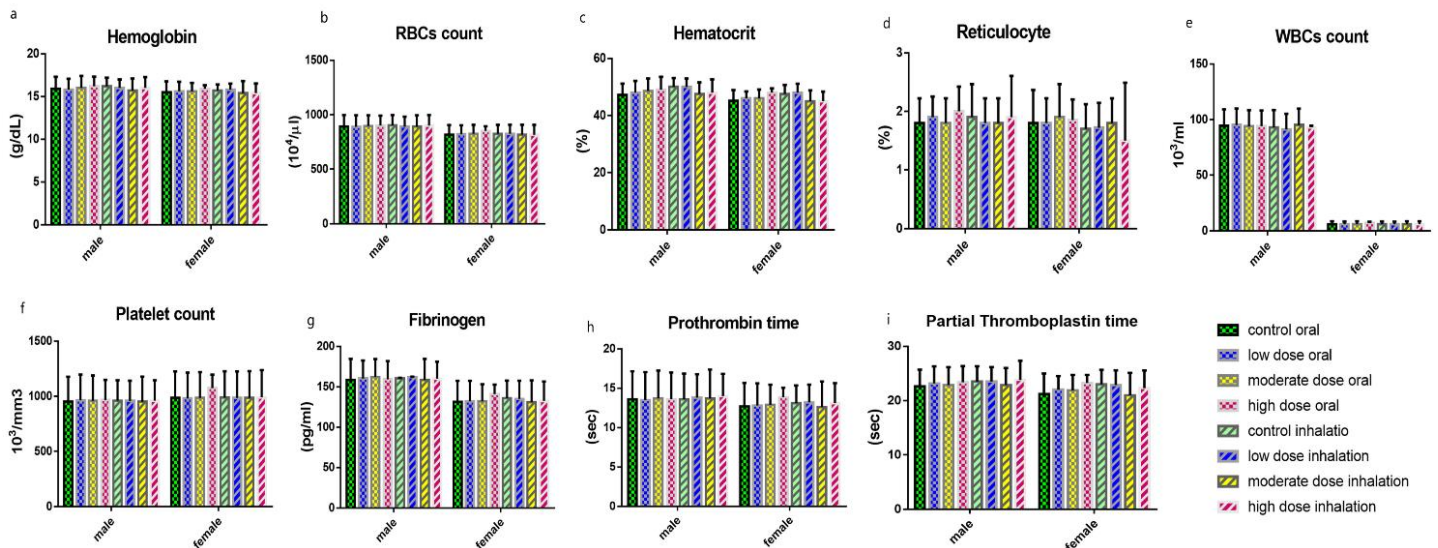 a
Hemoglobin
20
15
10
5
0
(g/dL)
male
female
b
RBCs count
1500
1000
500
0
(10⁴/µl)
male
female
c
Hematocrit
60
40
20
0
(%)
male
female
d
Reticulocyte
3
2
1
0
(%)
male
female
e
WBCs count
150
100
50
0
10³/ml
male
female
f
Platelet count
1500
1000
500
0
10³/mm3
male
female
g
Fibrinogen
200
150
100
50
0
(pg/ml)
male
female
h
Prothrombin time
20
15
10
5
0
(sec)
male
female
i
Partial Thromboplastin time
30
20
10
0
(sec)
male
female
control oral
low dose oral
moderate dose oral
high dose oral
control inhalatio
low dose inhalation
moderate dose inhalation
high dose inhalation